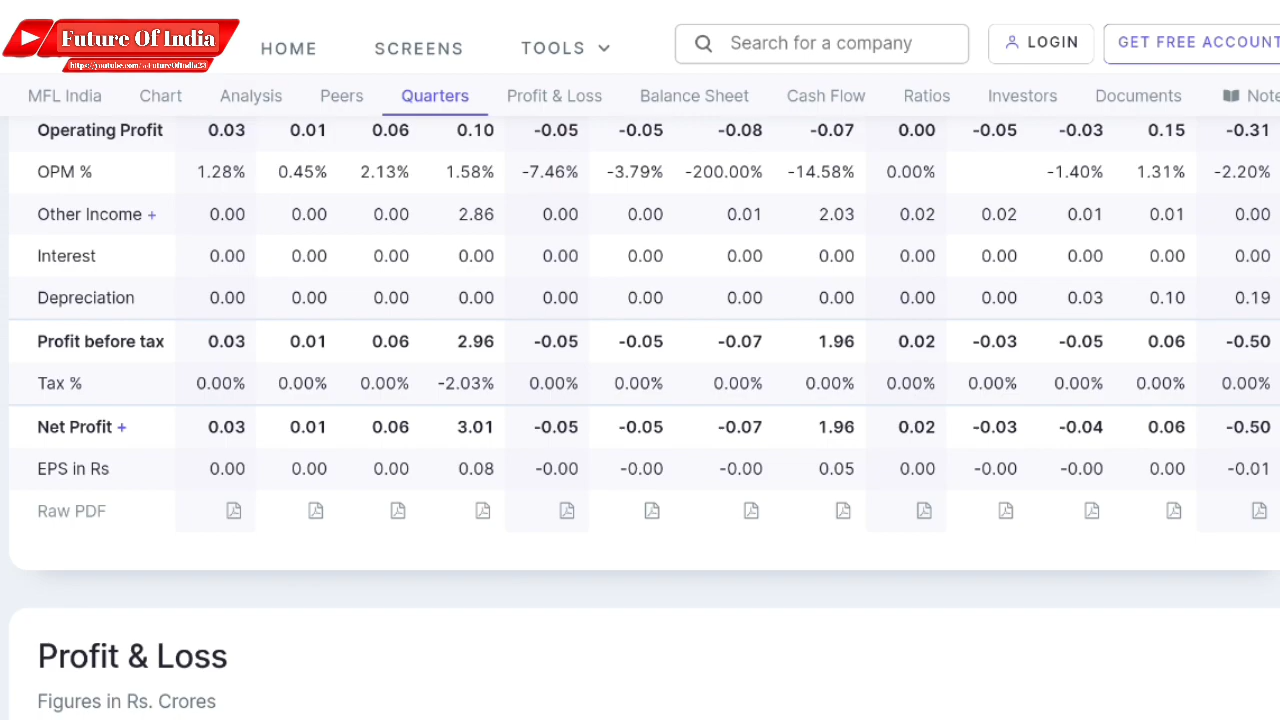 Future Of India
HOME SCREENS TOOLS Search for a company LOGIN GET FREE ACCOUNT
MFL India Chart Analysis Peers Quarters Profit & Loss Balance Sheet Cash Flow Ratios Investors Documents Note
Operating Profit 0.03 0.01 0.06 0.10 -0.05 -0.05 -0.08 -0.07 0.00 -0.05 -0.03 0.15 -0.31
OPM % 1.28% 0.45% 2.13% 1.58% -7.46% -3.79% -200.00% -14.58% 0.00% -1.40% 1.31% -2.20%
Other Income + 0.00 0.00 0.00 2.86 0.00 0.00 0.01 2.03 0.02 0.02 0.01 0.01 0.00
Interest 0.00 0.00 0.00 0.00 0.00 0.00 0.00 0.00 0.00 0.00 0.00 0.00 0.00
Depreciation 0.00 0.00 0.00 0.00 0.00 0.00 0.00 0.00 0.00 0.00 0.03 0.10 0.19
Profit before tax 0.03 0.01 0.06 2.96 -0.05 -0.05 -0.07 1.96 0.02 -0.03 -0.05 0.06 -0.50
Tax % 0.00% 0.00% 0.00% -2.03% 0.00% 0.00% 0.00% 0.00% 0.00% 0.00% 0.00% 0.00% 0.00%
Net Profit + 0.03 0.01 0.06 3.01 -0.05 -0.05 -0.07 1.96 0.02 -0.03 -0.04 0.06 -0.50
EPS in Rs 0.00 0.00 0.00 0.08 -0.00 -0.00 -0.00 0.05 0.00 -0.00 -0.00 0.00 -0.01
Raw PDF
Profit & Loss
Figures in Rs. Crores